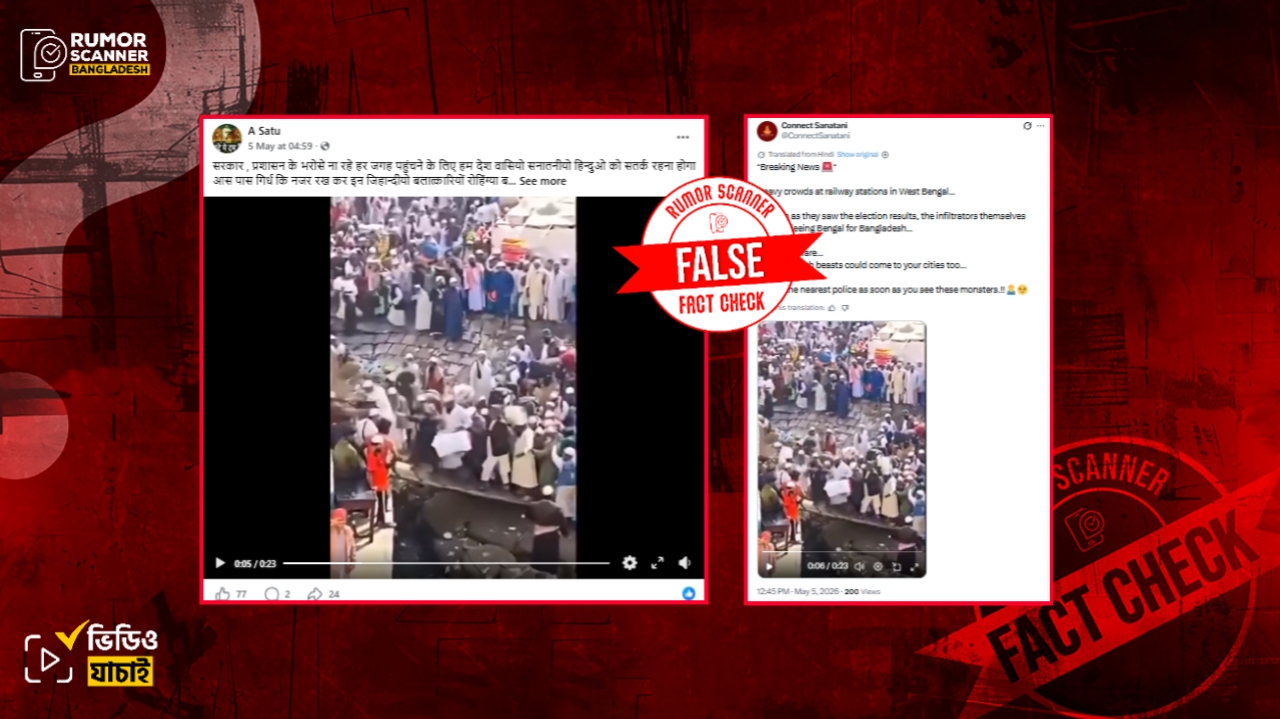 RUMOR
SCANNER
BANGLADESH
A Satu
5 May at 04:59
सरकार , प्रशासन के भरोसे ना रहे हर जगह पहुंचने के लिए हम देश वासियो सनातनीयो हिन्दुओ को सतर्क रहना होगा
आस पास गिर्ध कि नजर रख कर इन जिहान्दीयो बतात्कारियों रोहिंग्या ब... See more
0:05 / 0:23
77
2
24
RUMOR SCANNER
FALSE
FACT CHECK
Connect Sanatani
@ConnectSanatani
Translated from Hindi Show original
"Breaking News 🚨"
crowds at railway stations in West Bengal...
as they saw the election results, the infiltrators themselves
Bengal for Bangladesh...
beasts could come to your cities too...
nearest police as soon as you see these monsters.!!
translation:
0:06 / 0:23
12:45 PM · May 5, 2026 · 200 Views
SCANNER
FACT CHECK
ভিডিও
যাচাই